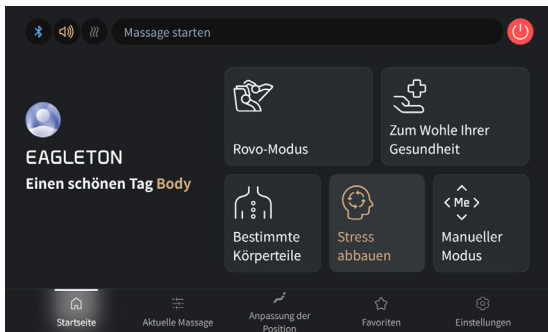 Massage starten
EAGLETON
Einen schönen Tag Body
Rovo-Modus
Zum Wohle Ihrer
Gesundheit
Bestimmte
Körperteile
Stress
abbauen
Me
Manueller
Modus
Startseite
Aktuelle Massage
Anpassung der
Position
Favoriten
Einstellungen